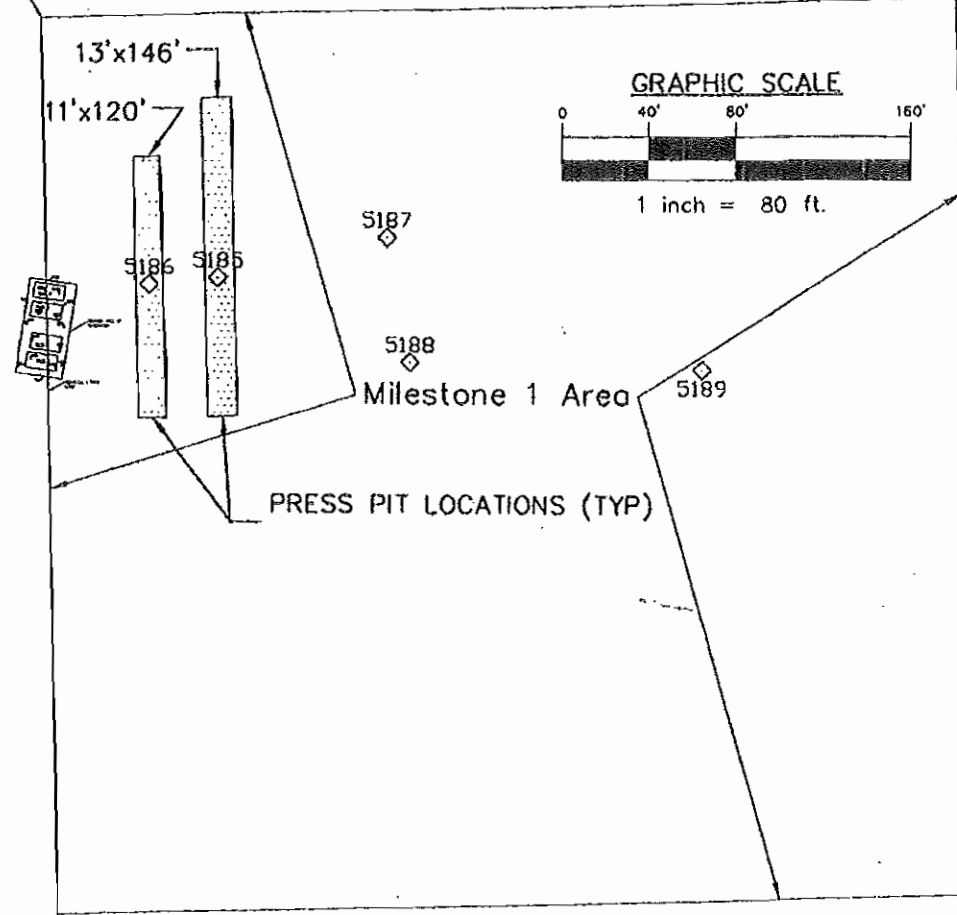 13'x146'
11'x120'
GRAPHIC SCALE
0 40' 80' 160'
1 inch = 80 ft.
5187
5186 5185
5188
5189
Milestone 1 Area
PRESS PIT LOCATIONS (TYP)